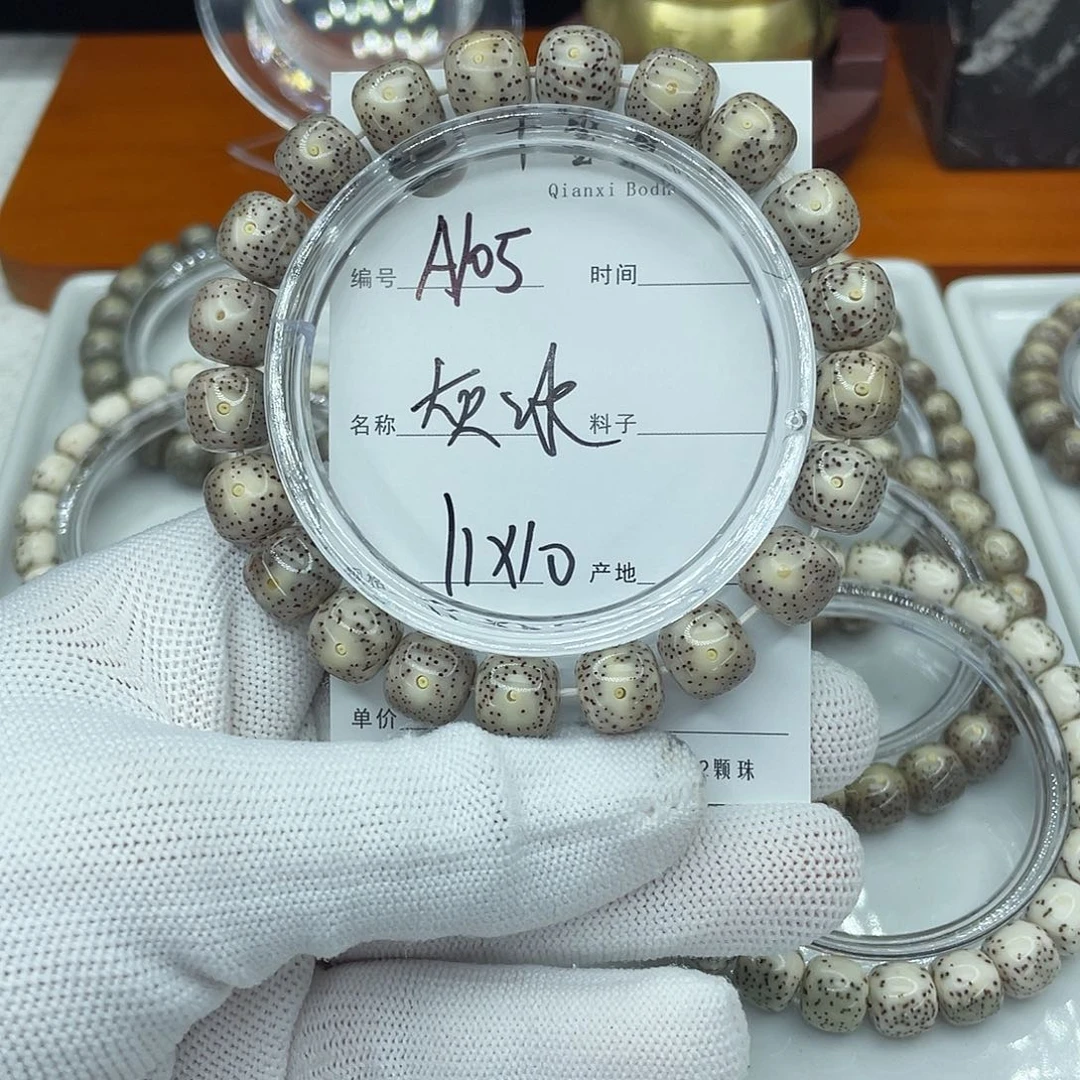 Qianxi Bodh
编号 A105 时间
名称 灰冰 料子
11X10 产地
单价
2颗珠